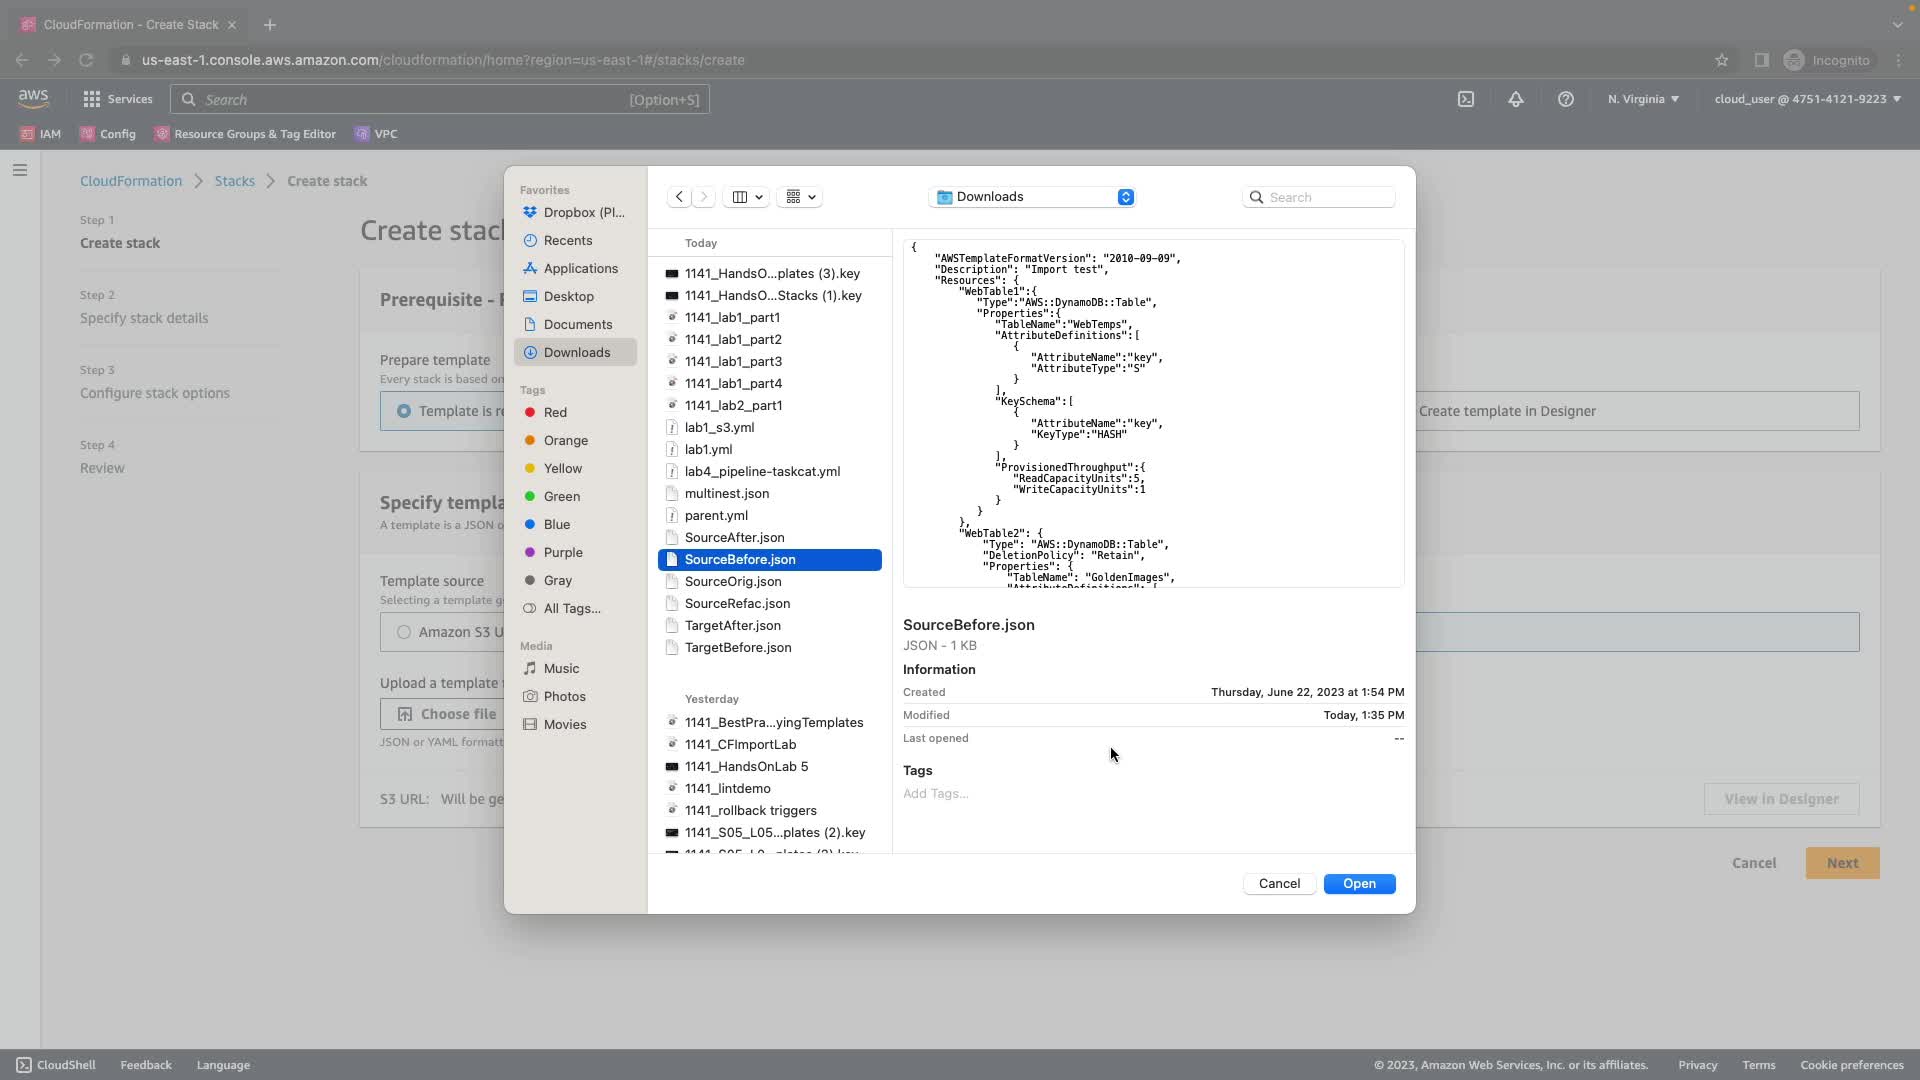 CloudFormation - Create Stack
us-east-1.console.aws.amazon.com/cloudformation/home?region=us-east-1#/stacks/create
Incognito
aws
Services
Search
[Option+S]
N. Virginia
cloud_user @ 4751-4121-9223
IAM
Config
Resource Groups & Tag Editor
VPC
CloudFormation
Stacks
Create stack
Step 1
Create stack
Step 2
Specify stack details
Step 3
Configure stack options
Step 4
Review
Create stac
Prerequisite -
Prepare template
Every stack is based on
Template is re
Create template in Designer
Specify templa
A template is a JSON o
Template source
Selecting a template g
Amazon S3 U
Upload a template
Choose file
JSON or YAML formatt
S3 URL: Will be ge
View in Designer
Cancel
Next
Favorites
Dropbox (Pl...
Recents
Applications
Desktop
Documents
Downloads
Tags
Red
Orange
Yellow
Green
Blue
Purple
Gray
All Tags...
Media
Music
Photos
Movies
Downloads
Search
Today
1141_HandsO...plates (3).key
1141_HandsO...Stacks (1).key
1141_lab1_part1
1141_lab1_part2
1141_lab1_part3
1141_lab1_part4
1141_lab2_part1
lab1_s3.yml
lab1.yml
lab4_pipeline-taskcat.yml
multinest.json
parent.yml
SourceAfter.json
SourceBefore.json
SourceOrig.json
SourceRefac.json
TargetAfter.json
TargetBefore.json
Yesterday
1141_BestPra...yingTemplates
1141_CFImportLab
1141_HandsOnLab 5
1141_lintdemo
1141_rollback triggers
1141_S05_L05...plates (2).key
{
"AWSTemplateFormatVersion": "2010-09-09",
"Description": "Import test",
"Resources": {
"WebTable1":{
"Type":"AWS::DynamoDB::Table",
"Properties":{
"TableName":"WebTemps",
"AttributeDefinitions":[
{
"AttributeName":"key",
"AttributeType":"S"
}
],
"KeySchema":[
{
"AttributeName":"key",
"KeyType":"HASH"
}
],
"ProvisionedThroughput":{
"ReadCapacityUnits":5,
"WriteCapacityUnits":1
}
}
},
"WebTable2": {
"Type": "AWS::DynamoDB::Table",
"DeletionPolicy": "Retain",
"Properties": {
"TableName": "GoldenImages",
SourceBefore.json
JSON - 1 KB
Information
Created Thursday, June 22, 2023 at 1:54 PM
Modified Today, 1:35 PM
Last opened --
Tags
Add Tags...
Cancel
Open
CloudShell
Feedback
Language
© 2023, Amazon Web Services, Inc. or its affiliates.
Privacy
Terms
Cookie preferences